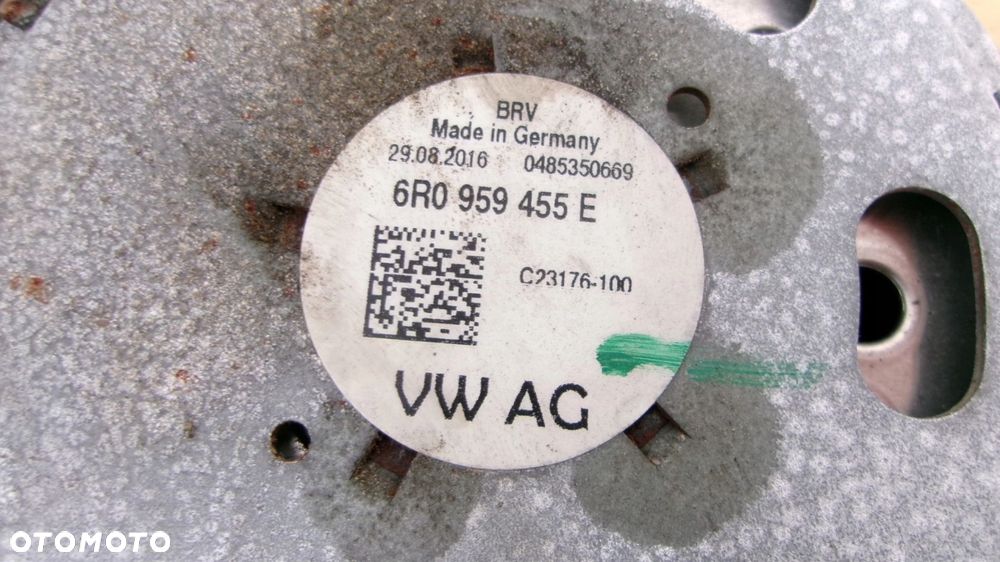 BRV
Made in Germany
29.08.2016 0485350669
6R0 959 455 E
C23176-100
VW AG
OTOMOTO